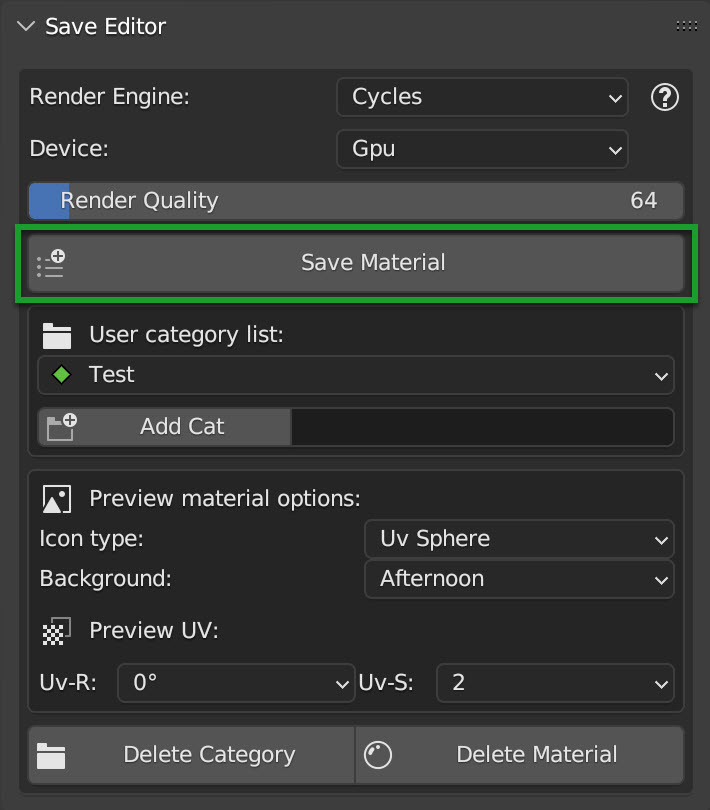 Save Editor
Render Engine: Cycles ?
Device: Gpu
Render Quality 64
Save Material
User category list:
Test
Add Cat
Preview material options:
Icon type: Uv Sphere
Background: Afternoon
Preview UV:
Uv-R: 0° Uv-S: 2
Delete Category Delete Material